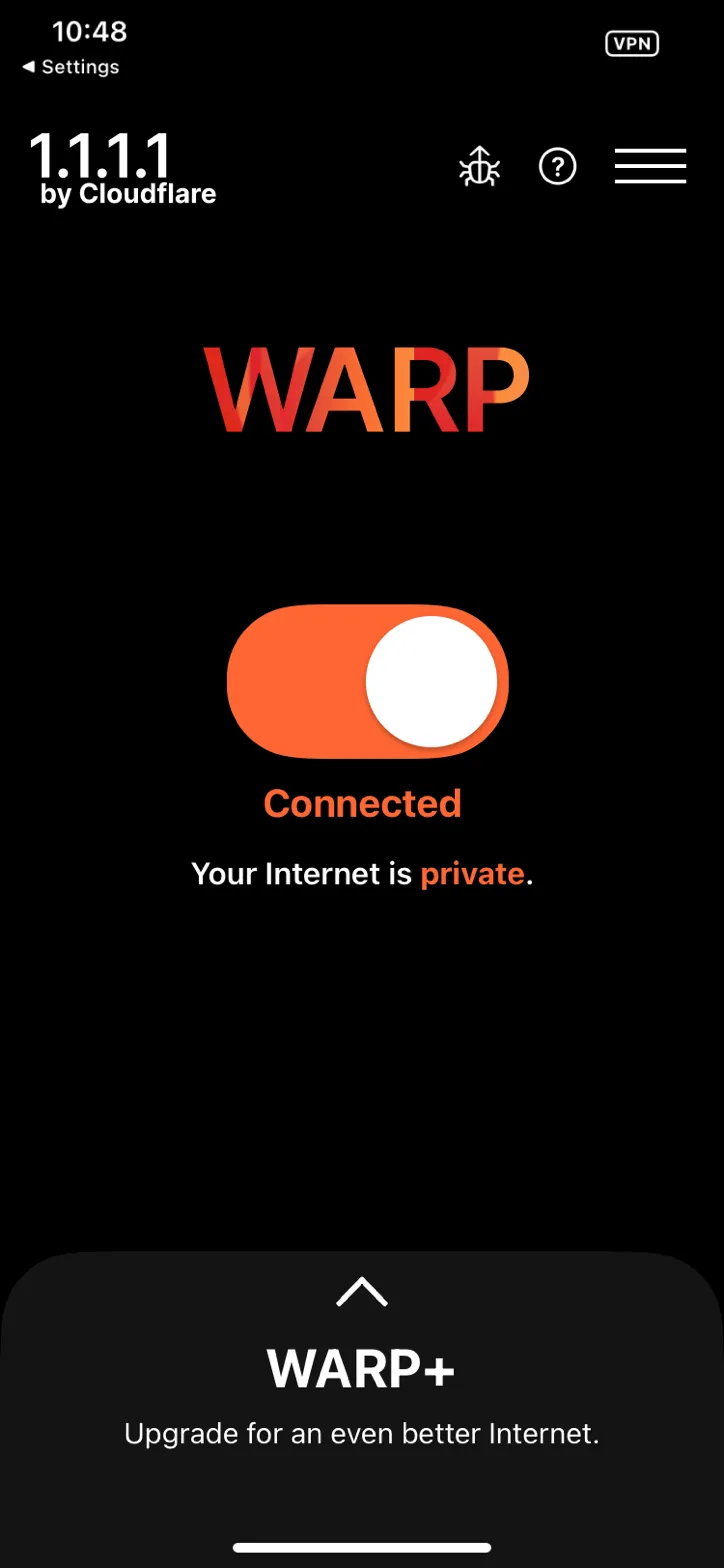 10:48
VPN
◀ Settings
1.1.1.1
by Cloudflare
?
WARP
Connected
Your Internet is private.
WARP+
Upgrade for an even better Internet.